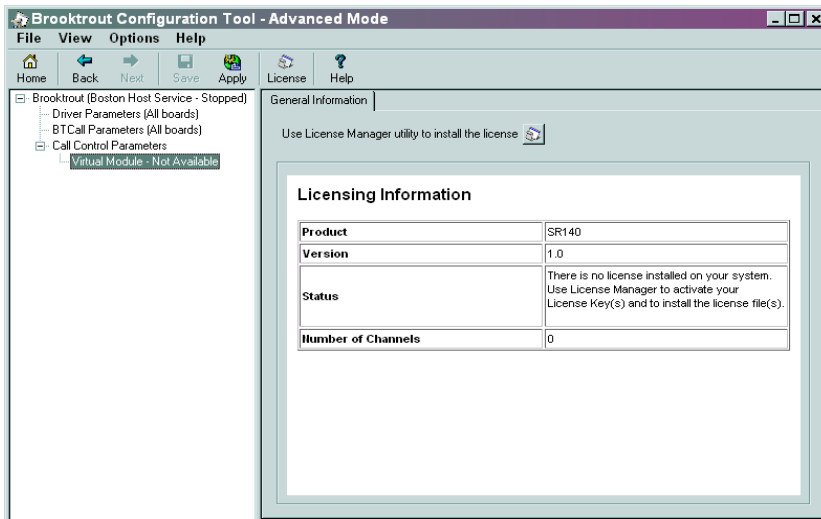 Brooktrout Configuration Tool - Advanced Mode
File View Options Help
Home Back Next Save Apply License Help
Brooktrout (Boston Host Service - Stopped)
Driver Parameters (All boards)
BTCall Parameters (All boards)
Call Control Parameters
Virtual Module - Not Available
General Information
Use License Manager utility to install the license
Licensing Information
Product SR140
Version 1.0
Status There is no license installed on your system.
Use License Manager to activate your
License Key(s) and to install the license file(s).
Number of Channels 0